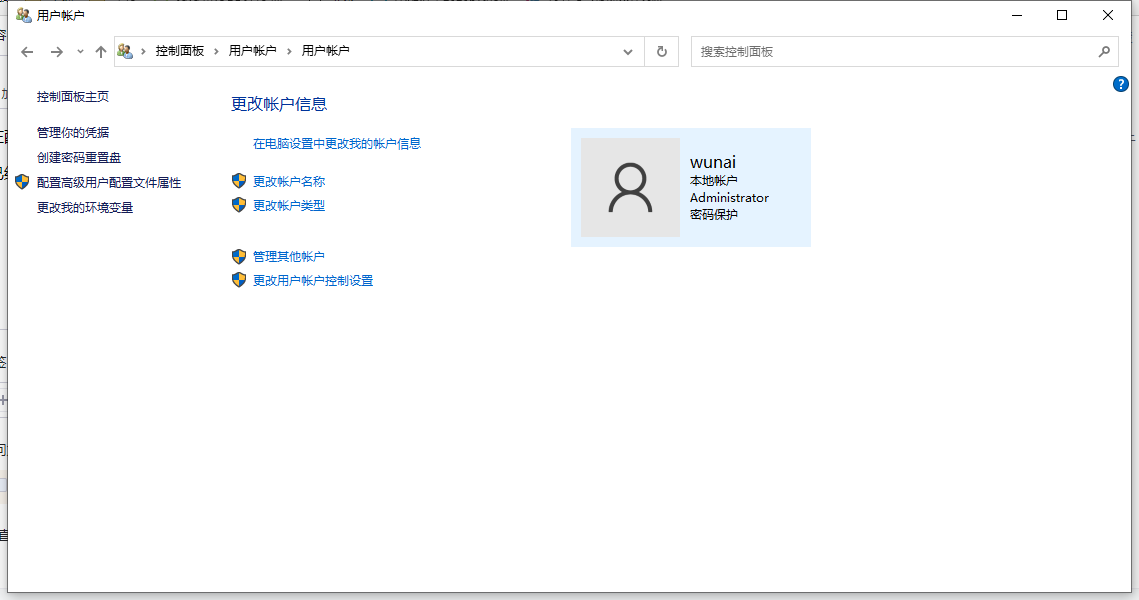 用户帐户
控制面板 用户帐户 用户帐户
搜索控制面板
控制面板主页
管理你的凭据
创建密码重置盘
配置高级用户配置文件属性
更改我的环境变量
更改帐户信息
在电脑设置中更改我的帐户信息
更改帐户名称
更改帐户类型
管理其他帐户
更改用户帐户控制设置
wunai
本地帐户
Administrator
密码保护